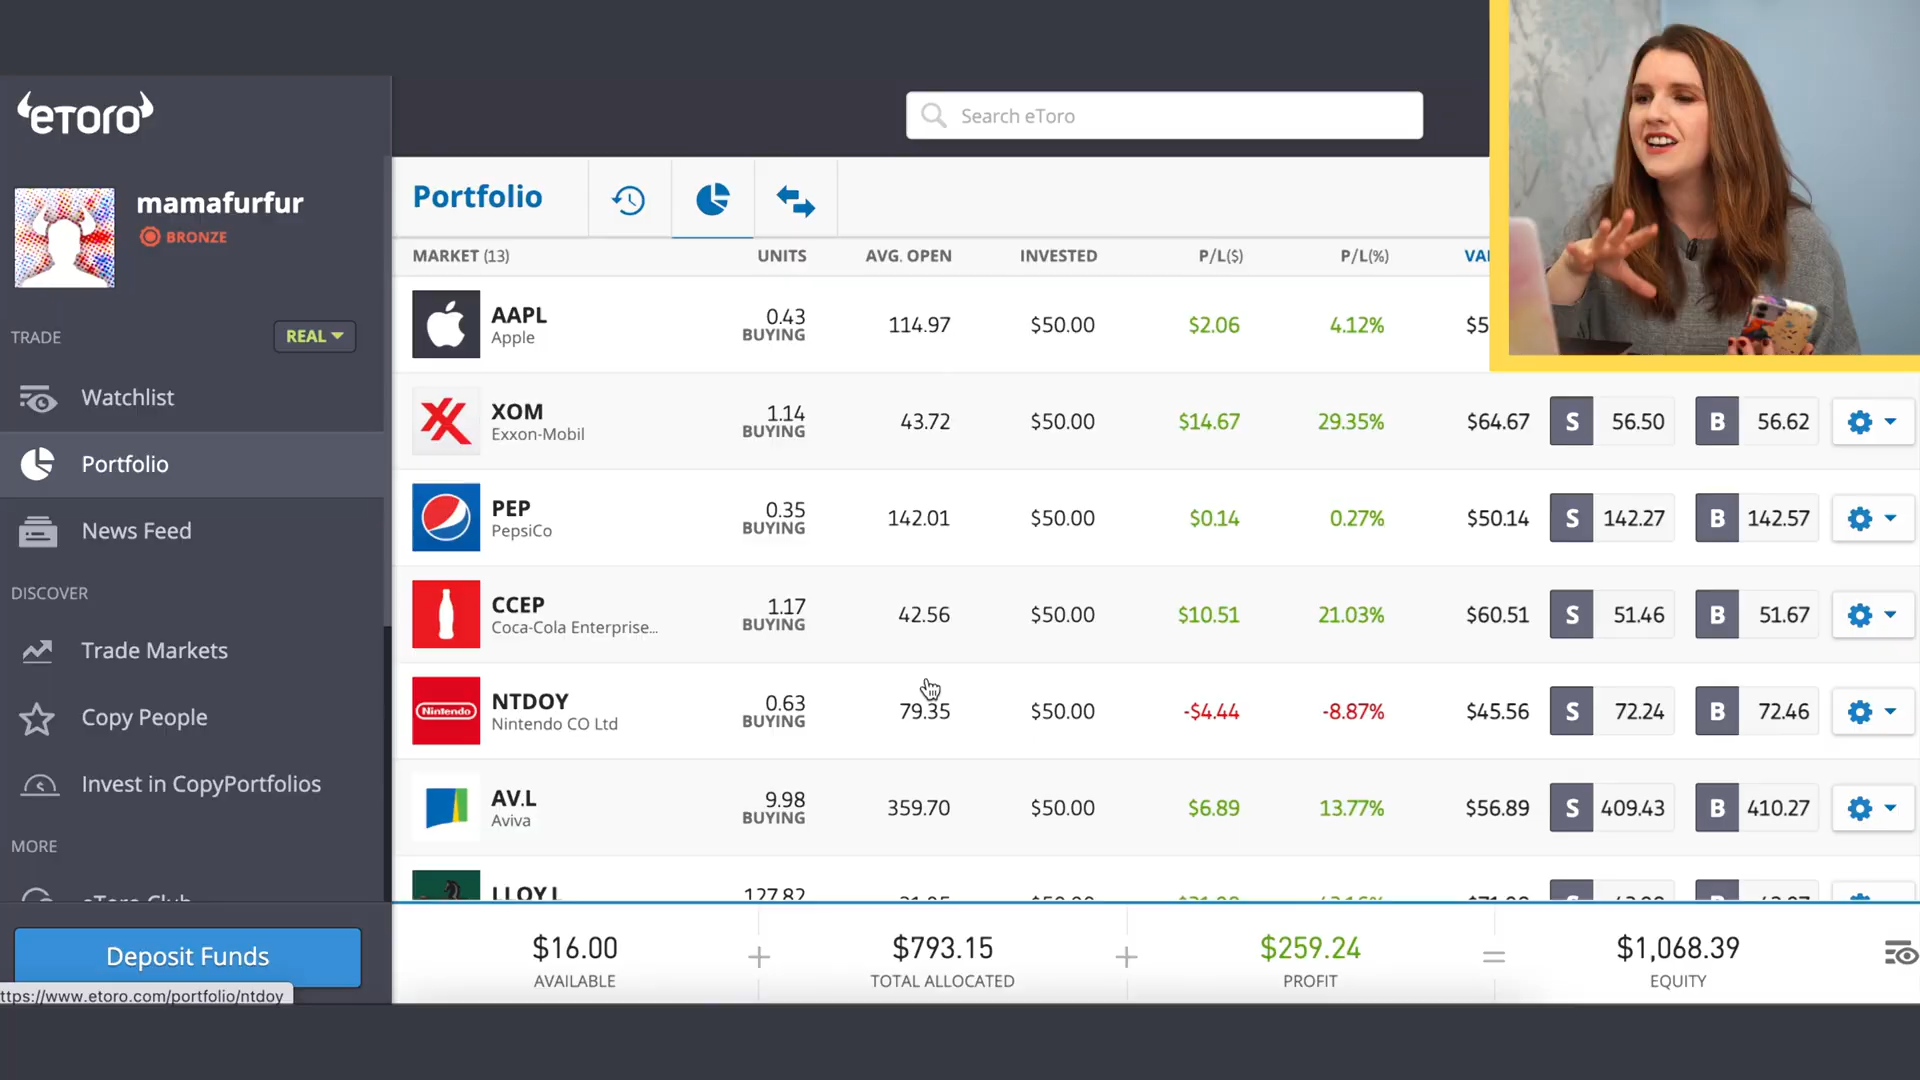 eToro
Search eToro
mamafurfur
BRONZE
Portfolio
MARKET (13) UNITS AVG. OPEN INVESTED P/L($) P/L(%)
TRADE REAL
Watchlist
Portfolio
News Feed
DISCOVER
Trade Markets
Copy People
Invest in CopyPortfolios
MORE
Deposit Funds
ttps://www.etoro.com/portfolio/ntdoy
AAPL 0.43 114.97 $50.00 $2.06 4.12%
Apple BUYING
XOM 1.14 43.72 $50.00 $14.67 29.35% $64.67 S 56.50 B 56.62
Exxon-Mobil BUYING
PEP 0.35 142.01 $50.00 $0.14 0.27% $50.14 S 142.27 B 142.57
PepsiCo BUYING
CCEP 1.17 42.56 $50.00 $10.51 21.03% $60.51 S 51.46 B 51.67
Coca-Cola Enterprise... BUYING
Nintendo
NTDOY 0.63 79.35 $50.00 -$4.44 -8.87% $45.56 S 72.24 B 72.46
Nintendo CO Ltd BUYING
AV.L 9.98 359.70 $50.00 $6.89 13.77% $56.89 S 409.43 B 410.27
Aviva BUYING
LLOY.L 127.82
$16.00 + $793.15 + $259.24 = $1,068.39
AVAILABLE TOTAL ALLOCATED PROFIT EQUITY